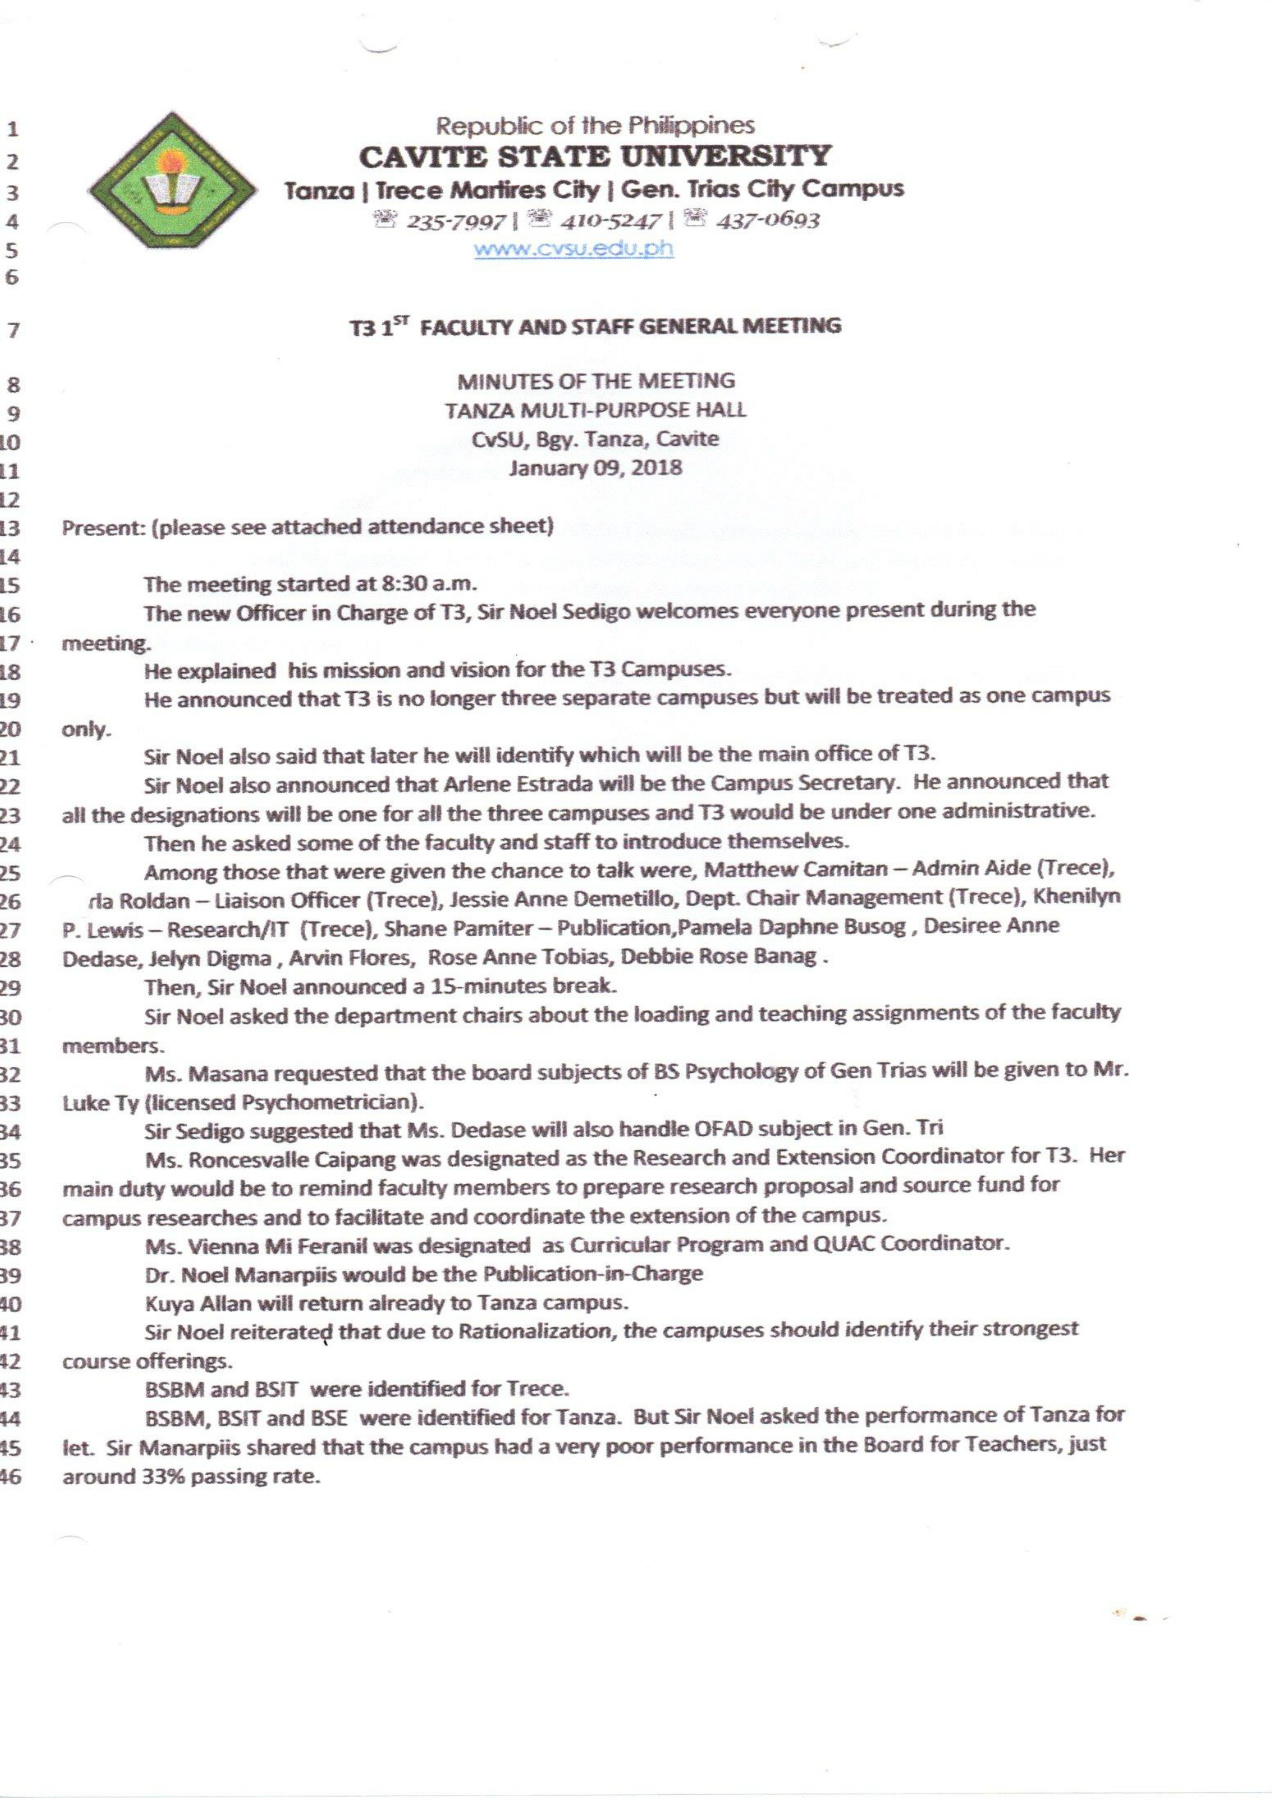 1 Republic of the Philippines
2 CAVITE STATE UNIVERSITY
3 Tanza | Trece Martires City | Gen. Trias City Campus
4 ☏ 235-7997 | ☏ 410-5247 | ☏ 437-0693
5 www.cvsu.edu.ph
6
7 T3 1ST FACULTY AND STAFF GENERAL MEETING
8 MINUTES OF THE MEETING
9 TANZA MULTI-PURPOSE HALL
10 CvSU, Bgy. Tanza, Cavite
11 January 09, 2018
12
13 Present: (please see attached attendance sheet)
14
15 The meeting started at 8:30 a.m.
16 The new Officer in Charge of T3, Sir Noel Sedigo welcomes everyone present during the
17 meeting.
18 He explained his mission and vision for the T3 Campuses.
19 He announced that T3 is no longer three separate campuses but will be treated as one campus
20 only.
21 Sir Noel also said that later he will identify which will be the main office of T3.
22 Sir Noel also announced that Arlene Estrada will be the Campus Secretary. He announced that
23 all the designations will be one for all the three campuses and T3 would be under one administrative.
24 Then he asked some of the faculty and staff to introduce themselves.
25 Among those that were given the chance to talk were, Matthew Camitan – Admin Aide (Trece),
26 rla Roldan – Liaison Officer (Trece), Jessie Anne Demetillo, Dept. Chair Management (Trece), Khenilyn
27 P. Lewis – Research/IT (Trece), Shane Pamiter – Publication,Pamela Daphne Busog , Desiree Anne
28 Dedase, Jelyn Digma , Arvin Flores, Rose Anne Tobias, Debbie Rose Banag .
29 Then, Sir Noel announced a 15-minutes break.
30 Sir Noel asked the department chairs about the loading and teaching assignments of the faculty
31 members.
32 Ms. Masana requested that the board subjects of BS Psychology of Gen Trias will be given to Mr.
33 Luke Ty (licensed Psychometrician).
34 Sir Sedigo suggested that Ms. Dedase will also handle OFAD subject in Gen. Tri
35 Ms. Roncesvalle Caipang was designated as the Research and Extension Coordinator for T3. Her
36 main duty would be to remind faculty members to prepare research proposal and source fund for
37 campus researches and to facilitate and coordinate the extension of the campus.
38 Ms. Vienna Mi Feranil was designated as Curricular Program and QUAC Coordinator.
39 Dr. Noel Manarpiis would be the Publication-in-Charge
40 Kuya Allan will return already to Tanza campus.
41 Sir Noel reiterated that due to Rationalization, the campuses should identify their strongest
42 course offerings.
43 BSBM and BSIT were identified for Trece.
44 BSBM, BSIT and BSE were identified for Tanza. But Sir Noel asked the performance of Tanza for
45 let. Sir Manarpiis shared that the campus had a very poor performance in the Board for Teachers, just
46 around 33% passing rate.